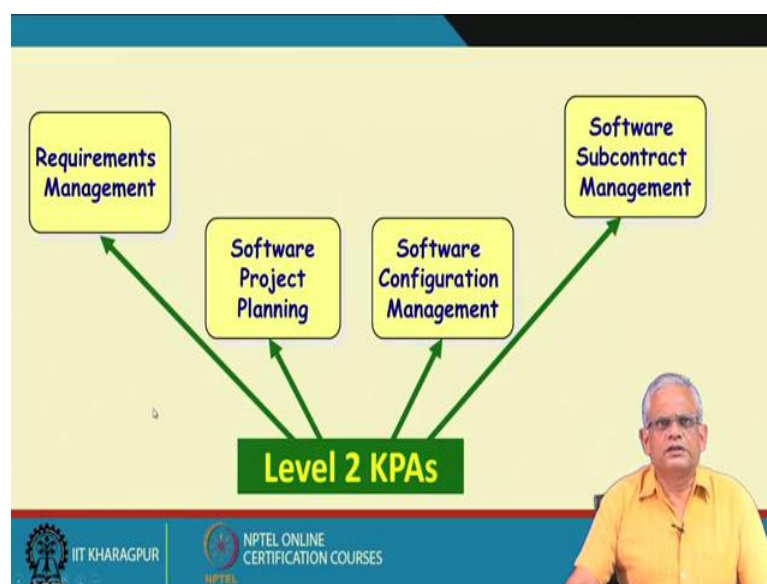 Requirements
Management
Software
Project
Planning
Software
Configuration
Management
Software
Subcontract
Management
Level 2 KPAs
IIT KHARAGPUR
NPTEL ONLINE
CERTIFICATION COURSES
NPTEL